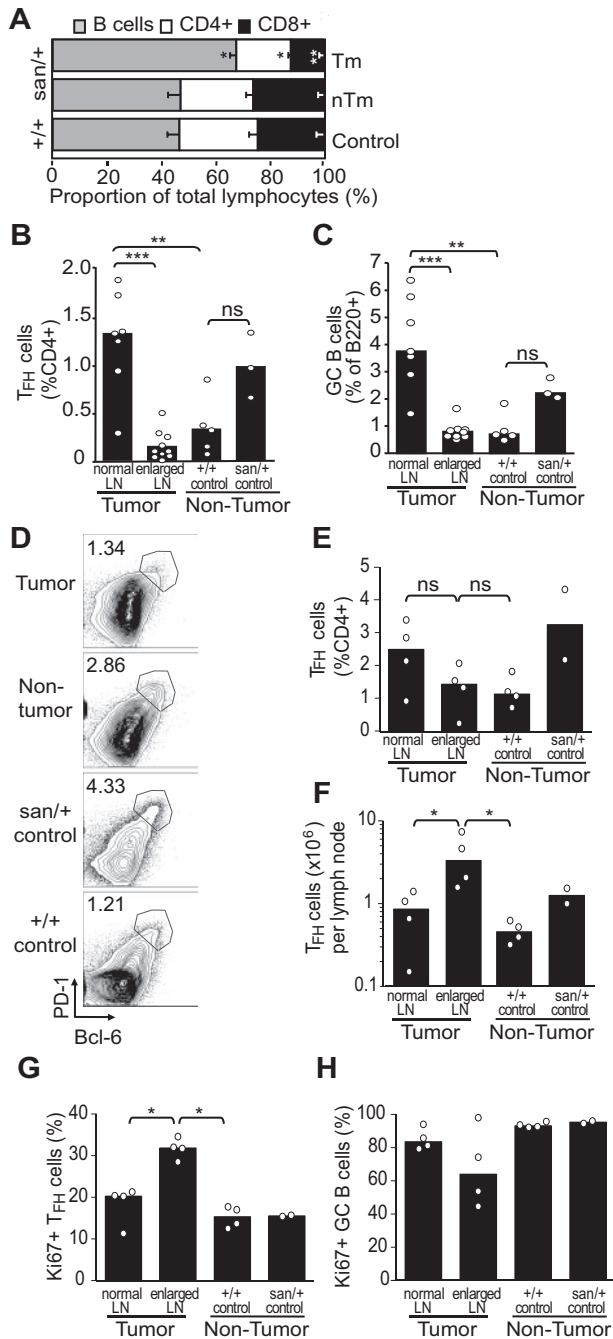 A
B cells CD4+ CD8+
san/+
+/+
* * ** Tm
nTm
Control
0 20 40 60 80 100
Proportion of total lymphocytes (%)
B
**
***
ns
2.0
1.5
1.0
0.5
0
TFH cells
(%CD4+)
normal LN
enlarged LN
+/+ control
san/+ control
Tumor
Non-Tumor
C
**
***
ns
7
6
5
4
3
2
1
0
GC B cells
(% of B220+)
normal LN
enlarged LN
+/+ control
san/+ control
Tumor
Non-Tumor
D
Tumor
1.34
Non-
tumor
2.86
san/+
control
4.33
+/+
control
1.21
PD-1
Bcl-6
E
ns
ns
5
4
3
2
1
0
TFH cells
(%CD4+)
normal LN
enlarged LN
+/+ control
san/+ control
Tumor
Non-Tumor
F
*
*
10
1
0.1
TFH cells (x10⁶)
per lymph node
normal LN
enlarged LN
+/+ control
san/+ control
Tumor
Non-Tumor
G
*
*
40
30
20
10
0
Ki67+ TFH cells (%)
normal LN
enlarged LN
+/+ control
san/+ control
Tumor
Non-Tumor
H
100
80
60
40
20
0
Ki67+ GC B cells (%)
normal LN
enlarged LN
+/+ control
san/+ control
Tumor
Non-Tumor